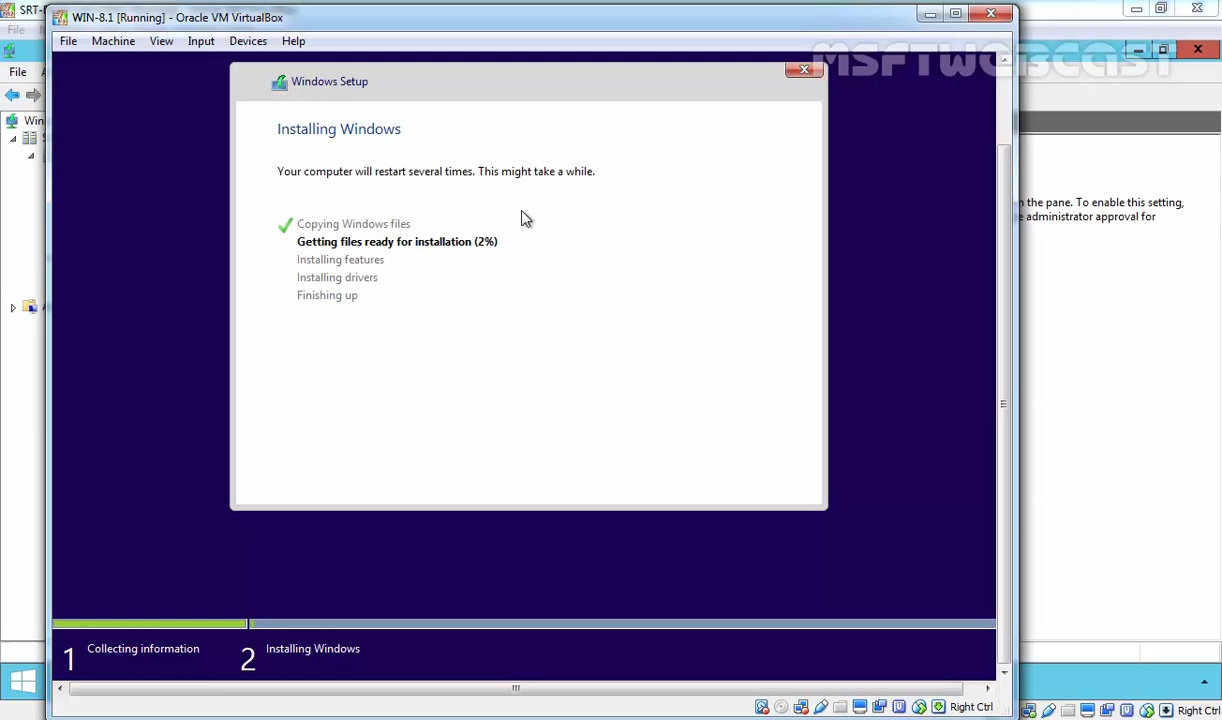 SRT-
WIN-8.1 [Running] - Oracle VM VirtualBox
File Machine View Input Devices Help
MSFTWEBCAST
File
Windows Setup
Win
Installing Windows
Your computer will restart several times. This might take a while.
n the pane. To enable this setting,
e administrator approval for
Copying Windows files
Getting files ready for installation (2%)
Installing features
Installing drivers
Finishing up
1 Collecting information
2 Installing Windows
Right Ctrl
Right Ctrl